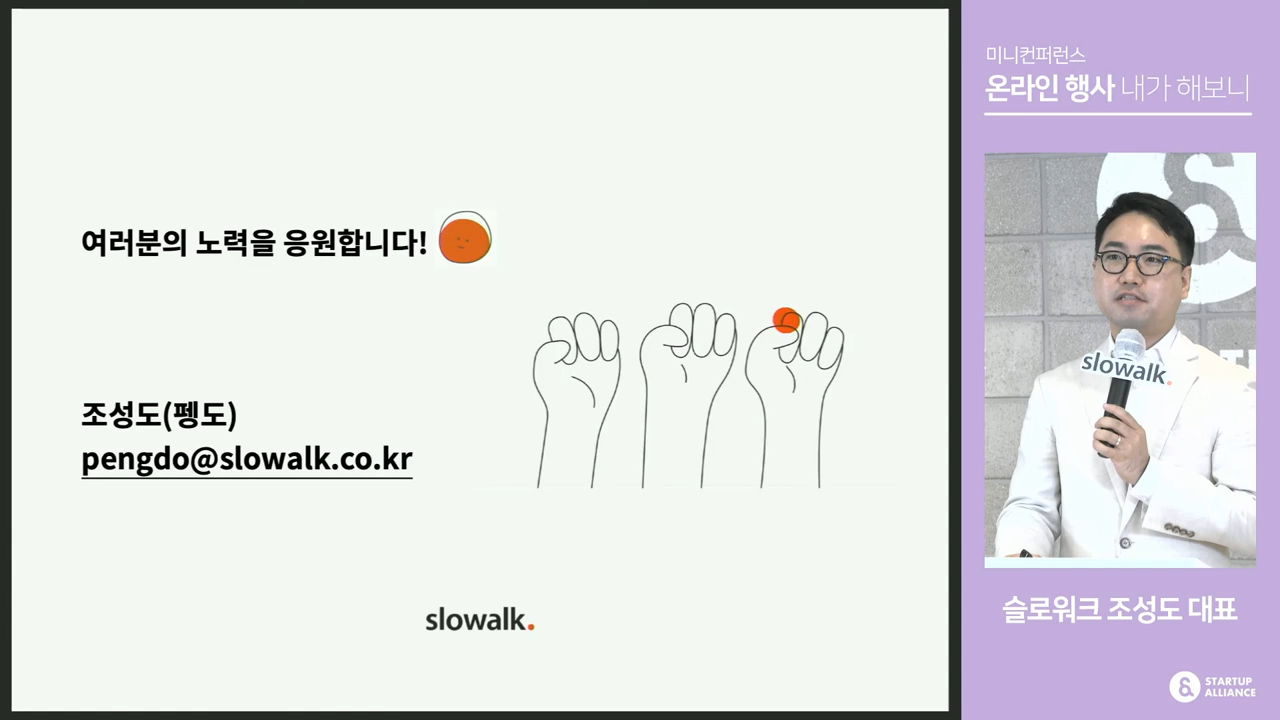 여러분의 노력을 응원합니다!
조성도(펭도)
pengdo@slowalk.co.kr
slowalk.
미니컨퍼런스
온라인 행사 내가 해보니
slowalk.
슬로워크 조성도 대표
STARTUP
ALLIANCE